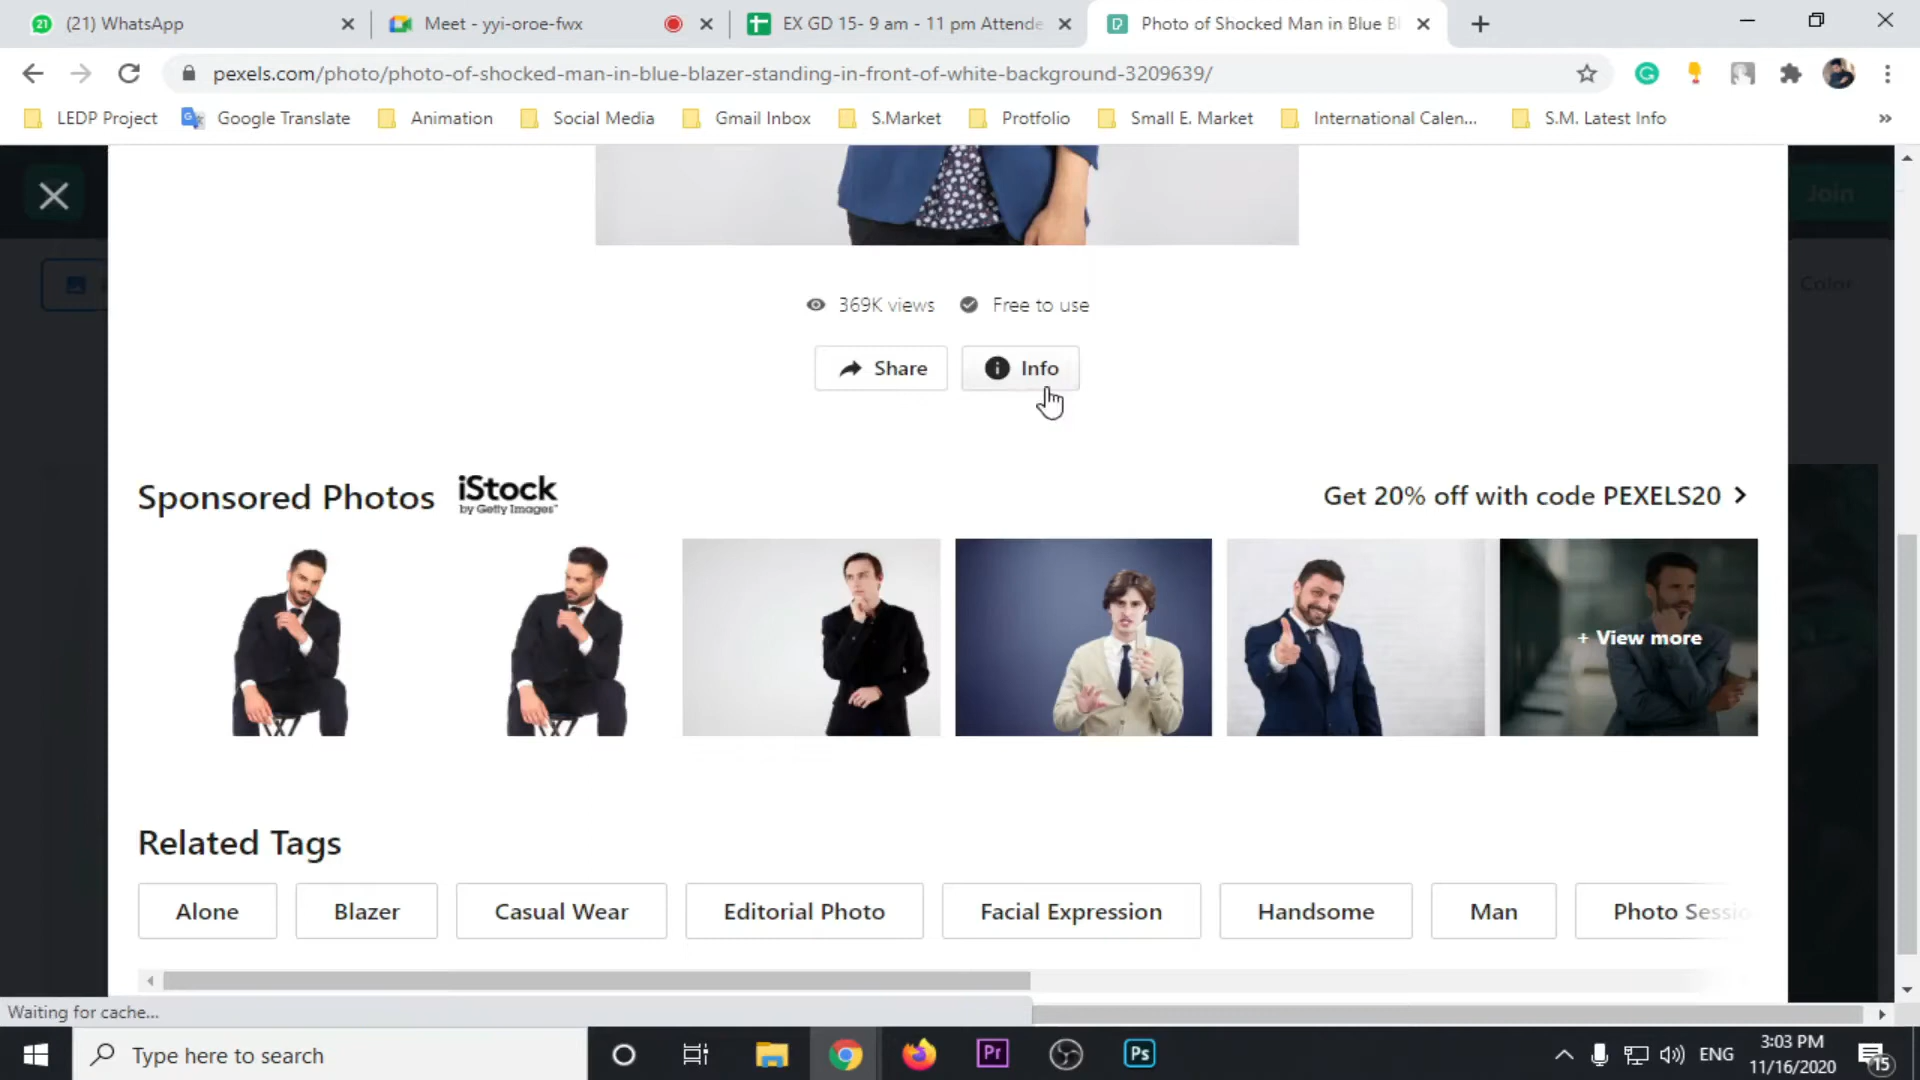 (21) WhatsApp
Meet - yyi-oroe-fwx
EX GD 15- 9 am - 11 pm Attende
Photo of Shocked Man in Blue Bl
pexels.com/photo/photo-of-shocked-man-in-blue-blazer-standing-in-front-of-white-background-3209639/
LEDP Project
Google Translate
Animation
Social Media
Gmail Inbox
S.Market
Protfolio
Small E. Market
International Calen...
S.M. Latest Info
Join
Color
369K views
Free to use
Share
Info
Sponsored Photos
iStock
by Getty Images™
Get 20% off with code PEXELS20
+ View more
Related Tags
Alone
Blazer
Casual Wear
Editorial Photo
Facial Expression
Handsome
Man
Photo Sessio
Waiting for cache...
Type here to search
Pr
Ps
ENG
3:03 PM
11/16/2020
15